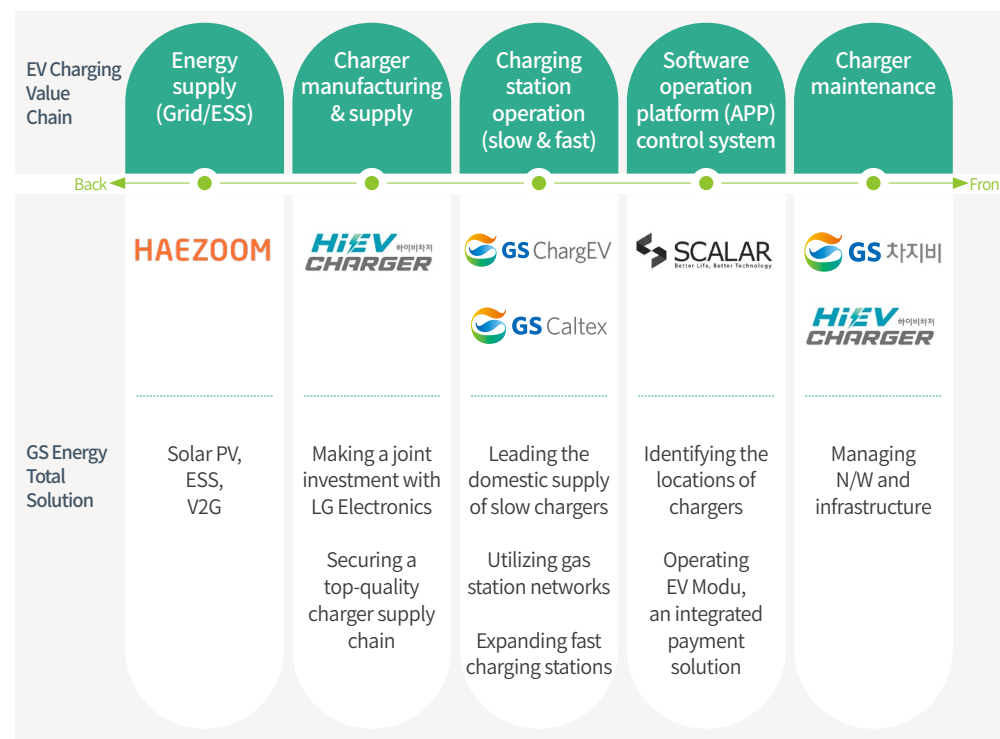 EV Charging
Value
Chain
Energy
supply
(Grid/ESS)
Charger
manufacturing
& supply
Charging
station
operation
(slow & fast)
Software
operation
platform (APP)
control system
Charger
maintenance
Back
Fron
HAEZOOM
HiEV 하이비차저
CHARGER
GS ChargEV
GS Caltex
SCALAR
Better Life, Better Technology
GS 차지비
HiEV 하이비차저
CHARGER
GS Energy
Total
Solution
Solar PV,
ESS,
V2G
Making a joint
investment with
LG Electronics
Securing a
top-quality
charger supply
chain
Leading the
domestic supply
of slow chargers
Utilizing gas
station networks
Expanding fast
charging stations
Identifying the
locations of
chargers
Operating
EV Modu,
an integrated
payment
solution
Managing
N/W and
infrastructure